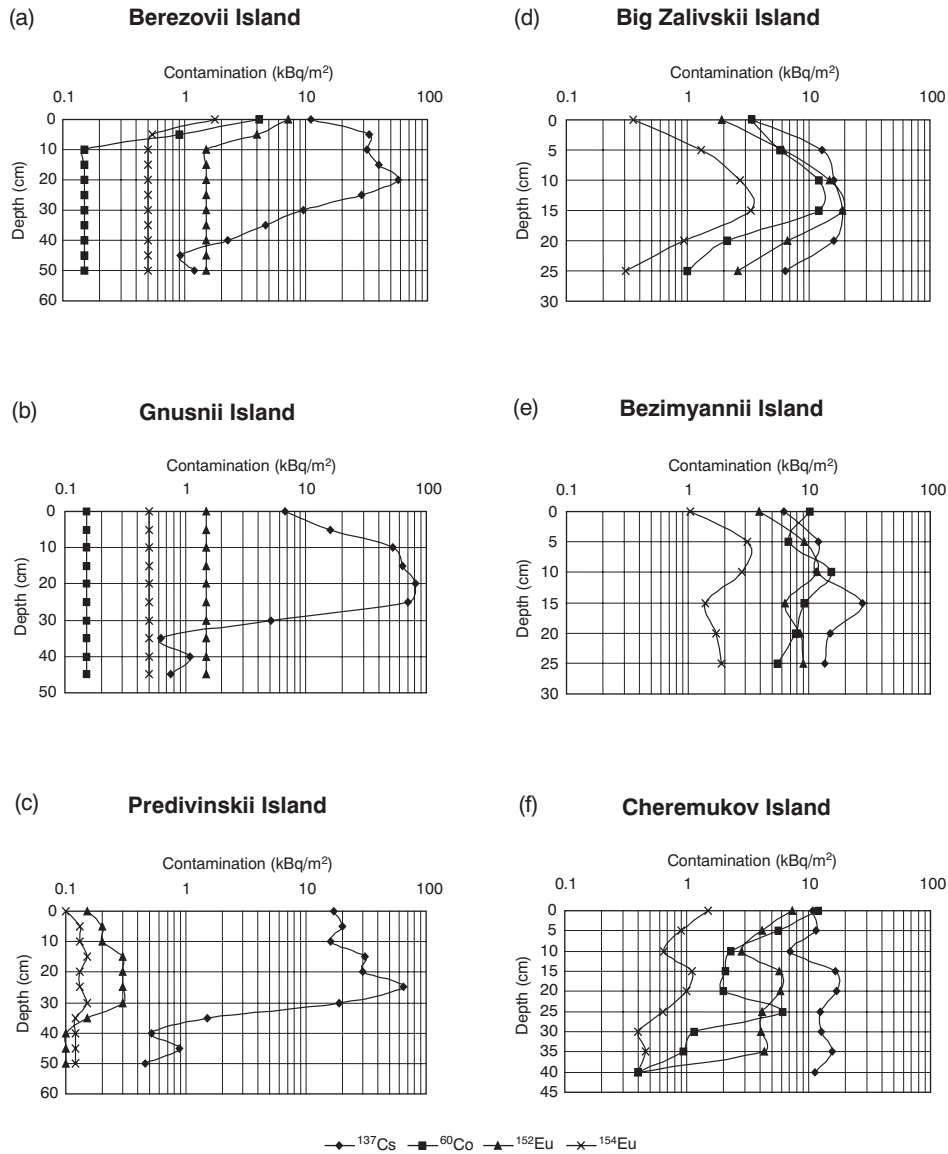 (a) Berezovii Island
Contamination (kBq/m²)
0.1 1 10 100
0
10
20
30
40
50
60
Depth (cm)
(b) Gnusnii Island
Contamination (kBq/m²)
0.1 1 10 100
0
10
20
30
40
50
Depth (cm)
(c) Predivinskii Island
Contamination (kBq/m²)
0.1 1 10 100
0
10
20
30
40
50
60
Depth (cm)
(d) Big Zalivskii Island
Contamination (kBq/m²)
0.1 1 10 100
0
5
10
15
20
25
30
Depth (cm)
(e) Bezimyannii Island
Contamination (kBq/m²)
0.1 1 10 100
0
5
10
15
20
25
30
Depth (cm)
(f) Cheremukov Island
Contamination (kBq/m²)
0.1 1 10 100
0
5
10
15
20
25
30
35
40
45
Depth (cm)
¹³⁷Cs ⁶⁰Co ¹⁵²Eu ¹⁵⁴Eu